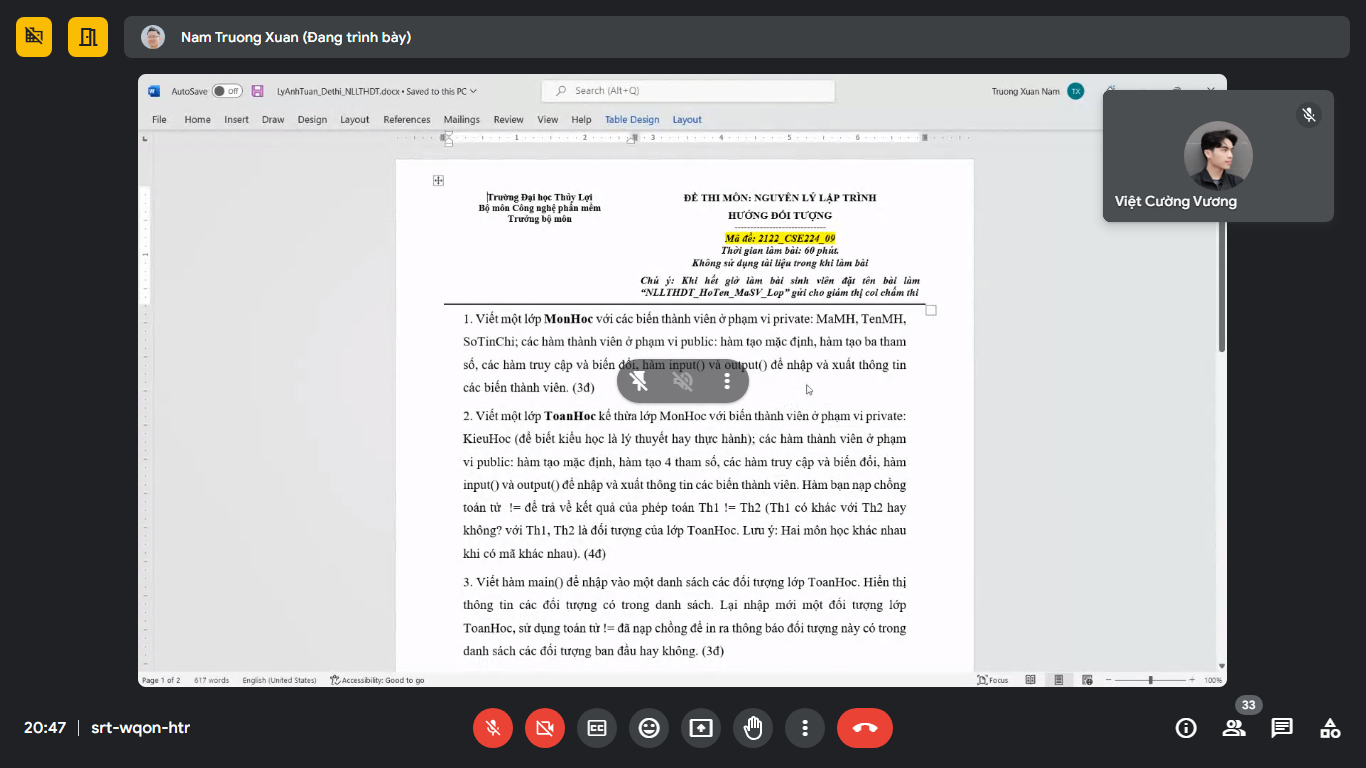 Nam Truong Xuan (Đang trình bày)
AutoSave Off LyAnhTuan_Dethi_NLLTHDT.docx • Saved to this PC
Search (Alt+Q)
Truong Xuan Nam TX
File Home Insert Draw Design Layout References Mailings Review View Help Table Design Layout
1 2 3 4 5 6
Việt Cường Vương
Trường Đại học Thủy Lợi
Bộ môn Công nghệ phần mềm
Trưởng bộ môn
ĐỀ THI MÔN: NGUYÊN LÝ LẬP TRÌNH
HƯỚNG ĐỐI TƯỢNG
----------------------------
Mã đề: 2122_CSE224_09
Thời gian làm bài: 60 phút.
Không sử dụng tài liệu trong khi làm bài
Chú ý: Khi hết giờ làm bài sinh viên đặt tên bài làm
“NLLTHDT_HoTen_MaSV_Lop” gửi cho giám thị coi chấm thi
1. Viết một lớp MonHoc với các biến thành viên ở phạm vi private: MaMH, TenMH,
SoTinChi; các hàm thành viên ở phạm vi public: hàm tạo mặc định, hàm tạo ba tham
số, các hàm truy cập và biến đổi, hàm input() và output() để nhập và xuất thông tin
các biến thành viên. (3đ)
2. Viết một lớp ToanHoc kế thừa lớp MonHoc với biến thành viên ở phạm vi private:
KieuHoc (để biết kiểu học là lý thuyết hay thực hành); các hàm thành viên ở phạm
vi public: hàm tạo mặc định, hàm tạo 4 tham số, các hàm truy cập và biến đổi, hàm
input() và output() để nhập và xuất thông tin các biến thành viên. Hàm bạn nạp chồng
toán tử != để trả về kết quả của phép toán Th1 != Th2 (Th1 có khác với Th2 hay
không? với Th1, Th2 là đối tượng của lớp ToanHoc. Lưu ý: Hai môn học khác nhau
khi có mã khác nhau). (4đ)
3. Viết hàm main() để nhập vào một danh sách các đối tượng lớp ToanHoc. Hiển thị
thông tin các đối tượng có trong danh sách. Lại nhập mới một đối tượng lớp
ToanHoc, sử dụng toán tử != đã nạp chồng để in ra thông báo đối tượng này có trong
danh sách các đối tượng ban đầu hay không. (3đ)
Page 1 of 2 617 words English (United States) Accessibility: Good to go
Focus 100%
20:47 srt-wqon-htr
33